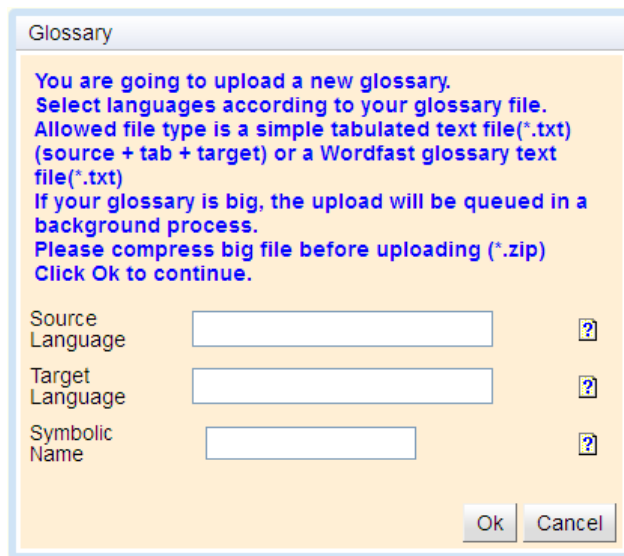 Glossary
You are going to upload a new glossary.
Select languages according to your glossary file.
Allowed file type is a simple tabulated text file(*.txt)
(source + tab + target) or a Wordfast glossary text
file(*.txt)
If your glossary is big, the upload will be queued in a
background process.
Please compress big file before uploading (*.zip)
Click Ok to continue.
Source
Language
?
Target
Language
?
Symbolic
Name
?
Ok Cancel